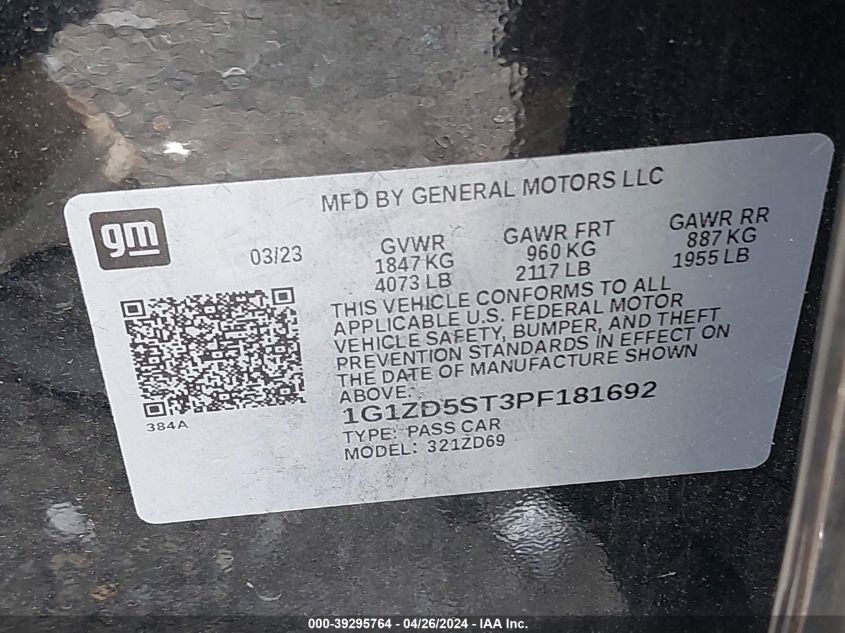 MFD BY GENERAL MOTORS LLC
gm
03/23
GVWR
1847 KG
4073 LB
GAWR FRT
960 KG
2117 LB
GAWR RR
887 KG
1955 LB
THIS VEHICLE CONFORMS TO ALL
APPLICABLE U.S. FEDERAL MOTOR
VEHICLE SAFETY, BUMPER, AND THEFT
PREVENTION STANDARDS IN EFFECT ON
THE DATE OF MANUFACTURE SHOWN
ABOVE.
1G1ZD5ST3PF181692
TYPE: PASS CAR
MODEL: 321ZD69
384A
000-39295764 - 04/26/2024 - IAA Inc.